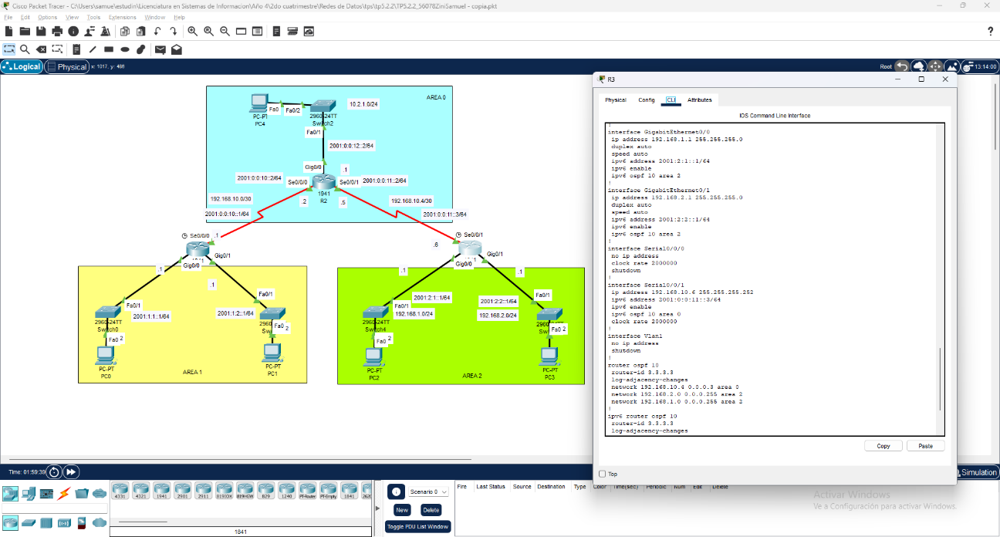 Cisco Packet Tracer - C:\Users\samue\estudin\Licenciatura en Sistemas de Informacion\Año 4\2do cuatrimestre\Redes de Datos\tps\tp5.2.2\TP5.2.2_56078ZiniSamuel - copia.pkt
File Edit Options View Tools Extensions Window Help
Logical Physical x: 1017, y: 466
Root 13:14:00
AREA 0
PC-PT
PC4
Fa0
Fa0/2
2960-24TT
Switch2
10.2.1.0/24
Fa0/1
2001:0:0:12::2/64
Gig0/0
.1
2001:0:0:10::2/64
Se0/0/0
Se0/0/1
2001:0:0:11::2/64
1941
R2
192.168.10.0/30
.2
.5
192.168.10.4/30
2001:0:0:10::1/64
2001:0:0:11::3/64
Se0/0/0
.1
Se0/0/1
.6
Gig0/1
Gig0/0
.1
.1
Gig0/1
Gig0/0
.1
.1
Fa0/1
2001:1:1::1/64
2960-24TT
Switch0
Fa0 2
PC-PT
PC0
Fa0/1
2001:1:2::1/64
Fa0 2
PC-PT
PC1
AREA 1
Fa0/1
2001:2:1::1/64
192.168.1.0/24
2960-24TT
Switch4
Fa0 2
PC-PT
PC2
Fa0/1
2001:2:2::1/64
192.168.2.0/24
Fa0 2
PC-PT
PC3
AREA 2
R3
Physical Config CLI Attributes
IOS Command Line Interface
!
interface GigabitEthernet0/0
ip address 192.168.1.1 255.255.255.0
duplex auto
speed auto
ipv6 address 2001:2:1::1/64
ipv6 enable
ipv6 ospf 10 area 2
!
interface GigabitEthernet0/1
ip address 192.168.2.1 255.255.255.0
duplex auto
speed auto
ipv6 address 2001:2:2::1/64
ipv6 enable
ipv6 ospf 10 area 2
!
interface Serial0/0/0
no ip address
clock rate 2000000
shutdown
!
interface Serial0/0/1
ip address 192.168.10.6 255.255.255.252
ipv6 address 2001:0:0:11::3/64
ipv6 enable
ipv6 ospf 10 area 0
clock rate 2000000
!
interface Vlan1
no ip address
shutdown
!
router ospf 10
router-id 3.3.3.3
log-adjacency-changes
network 192.168.10.4 0.0.0.3 area 0
network 192.168.2.0 0.0.0.255 area 2
network 192.168.1.0 0.0.0.255 area 2
!
ipv6 router ospf 10
router-id 3.3.3.3
log-adjacency-changes
Copy Paste
Top
Time: 01:59:39
Simulation
4331 4321 1941 2901 2911 819IOX 819HGW 829 1240 PT-Router PT-Empty 1841
1841
Scenario 0
New Delete
Toggle PDU List Window
Fire Last Status Source Destination Type Color Time(sec) Periodic Num Edit Delete
Activar Windows
Ve a Configuración para activar Windows.